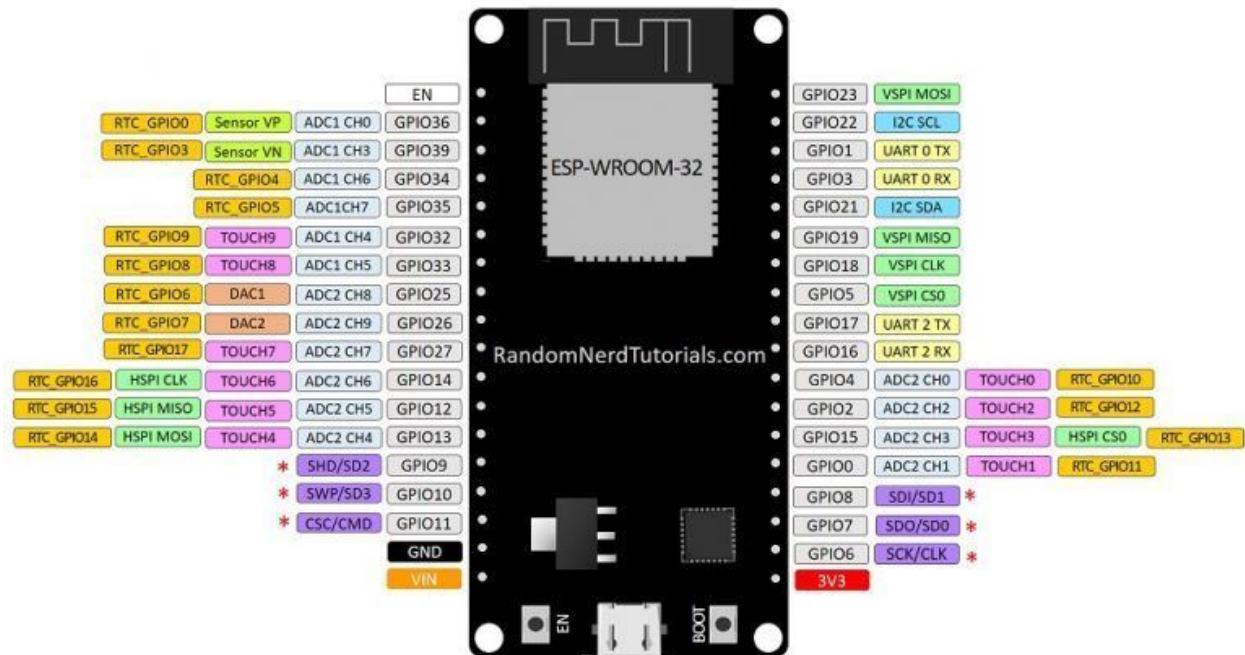 EN GPIO23 VSPI MOSI
RTC_GPIO0 Sensor VP ADC1 CH0 GPIO36 GPIO22 I2C SCL
RTC_GPIO3 Sensor VN ADC1 CH3 GPIO39 GPIO1 UART 0 TX
RTC_GPIO4 ADC1 CH6 GPIO34 ESP-WROOM-32 GPIO3 UART 0 RX
RTC_GPIO5 ADC1CH7 GPIO35 GPIO21 I2C SDA
RTC_GPIO9 TOUCH9 ADC1 CH4 GPIO32 GPIO19 VSPI MISO
RTC_GPIO8 TOUCH8 ADC1 CH5 GPIO33 GPIO18 VSPI CLK
RTC_GPIO6 DAC1 ADC2 CH8 GPIO25 GPIO5 VSPI CS0
RTC_GPIO7 DAC2 ADC2 CH9 GPIO26 GPIO17 UART 2 TX
RTC_GPIO17 TOUCH7 ADC2 CH7 GPIO27 RandomNerdTutorials.com GPIO16 UART 2 RX
RTC_GPIO16 HSPI CLK TOUCH6 ADC2 CH6 GPIO14 GPIO4 ADC2 CH0 TOUCH0 RTC_GPIO10
RTC_GPIO15 HSPI MISO TOUCH5 ADC2 CH5 GPIO12 GPIO2 ADC2 CH2 TOUCH2 RTC_GPIO12
RTC_GPIO14 HSPI MOSI TOUCH4 ADC2 CH4 GPIO13 GPIO15 ADC2 CH3 TOUCH3 HSPI CS0 RTC_GPIO13
* SHD/SD2 GPIO9 GPIO0 ADC2 CH1 TOUCH1 RTC_GPIO11
* SWP/SD3 GPIO10 GPIO8 SDI/SD1 *
* CSC/CMD GPIO11 GPIO7 SDO/SD0 *
GND GPIO6 SCK/CLK *
VIN 3V3
EN BOOT